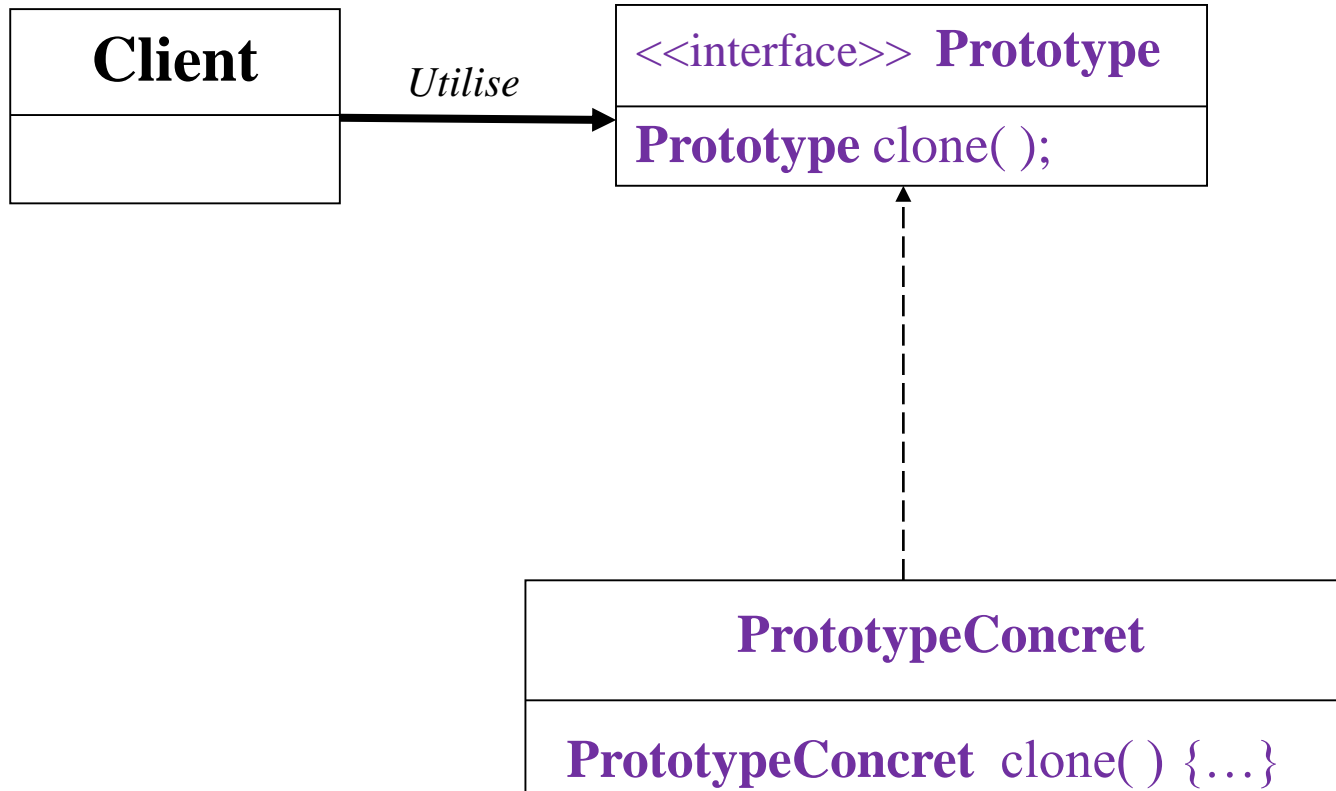 Client
Utilise
<<interface>> Prototype
Prototype clone( );
PrototypeConcret
PrototypeConcret clone( ) {…}